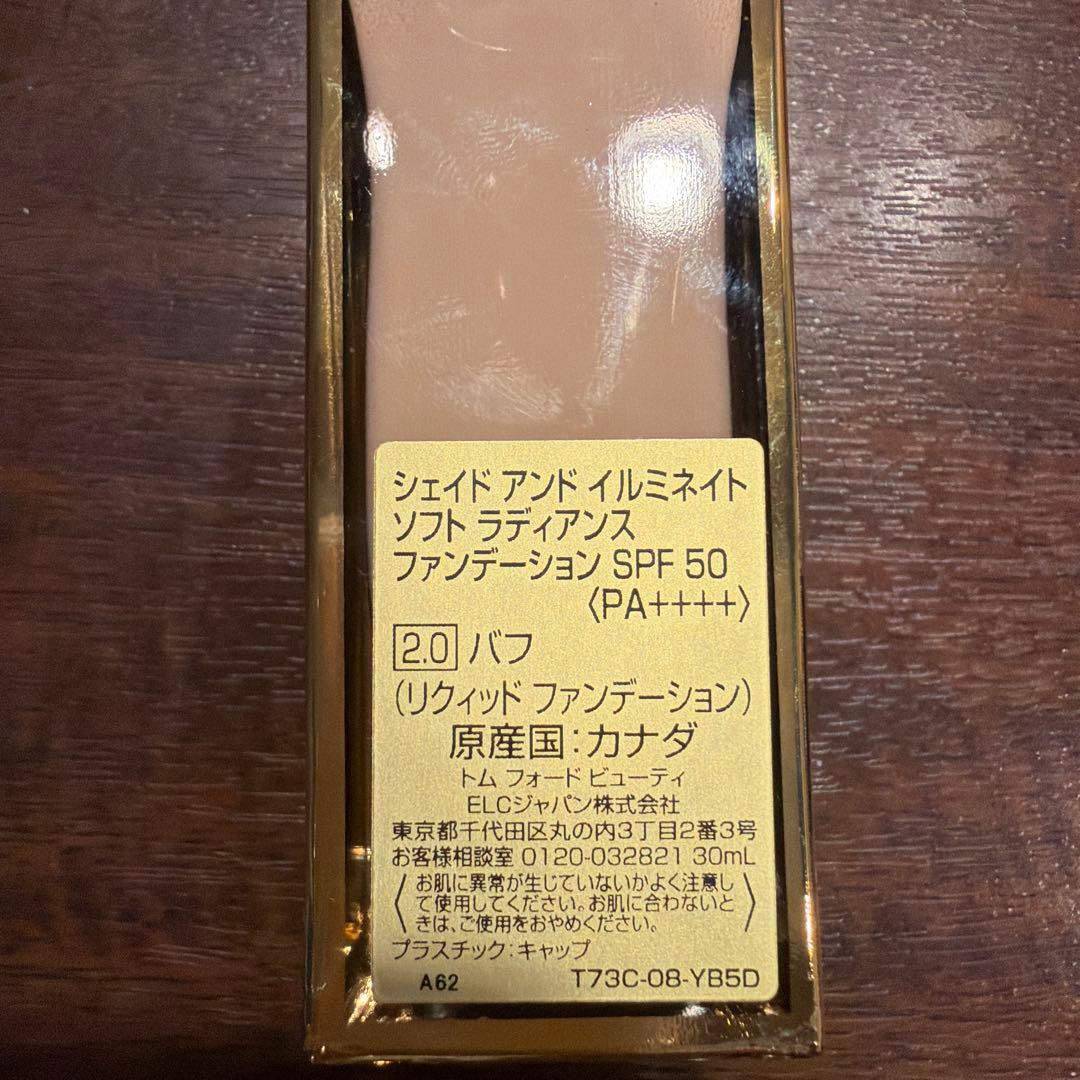 シェイド アンド イルミネイト
ソフト ラディアンス
ファンデーション SPF 50
〈PA++++〉
2.0 バフ
(リクィッド ファンデーション)
原産国:カナダ
トム フォード ビューティ
ELCジャパン株式会社
東京都千代田区丸の内3丁目2番3号
お客様相談室 0120-032821 30mL
〈お肌に異常が生じていないかよく注意し
て使用してください。お肌に合わないと
きは、ご使用をおやめください。〉
プラスチック:キャップ
A62 T73C-08-YB5D